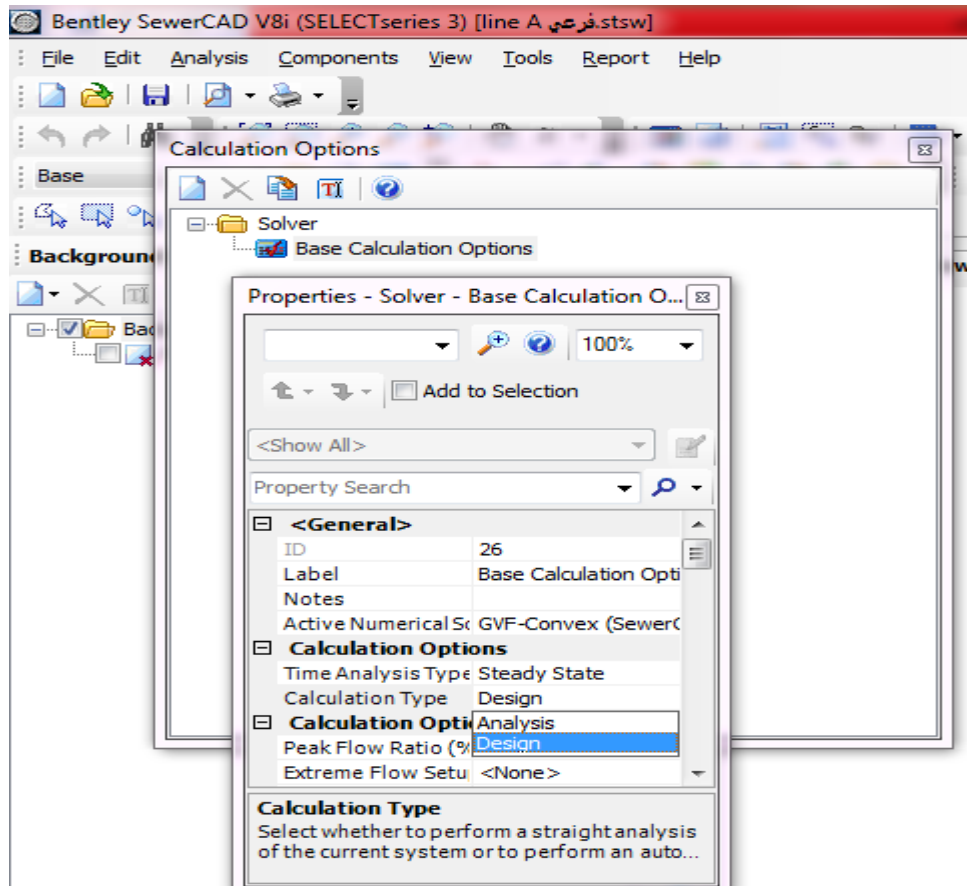 Bentley SewerCAD V8i (SELECTseries 3) [line A فرعي.stsw]
File Edit Analysis Components View Tools Report Help
Calculation Options
Base
Solver
Base Calculation Options
Properties - Solver - Base Calculation O...
100%
Add to Selection
<Show All>
Property Search
<General>
ID 26
Label Base Calculation Opti
Notes
Active Numerical So GVF-Convex (SewerC
Calculation Options
Time Analysis Type Steady State
Calculation Type Design
Calculation Opti Analysis
Design
Peak Flow Ratio (%
Extreme Flow Setu <None>
Calculation Type
Select whether to perform a straight analysis
of the current system or to perform an auto...